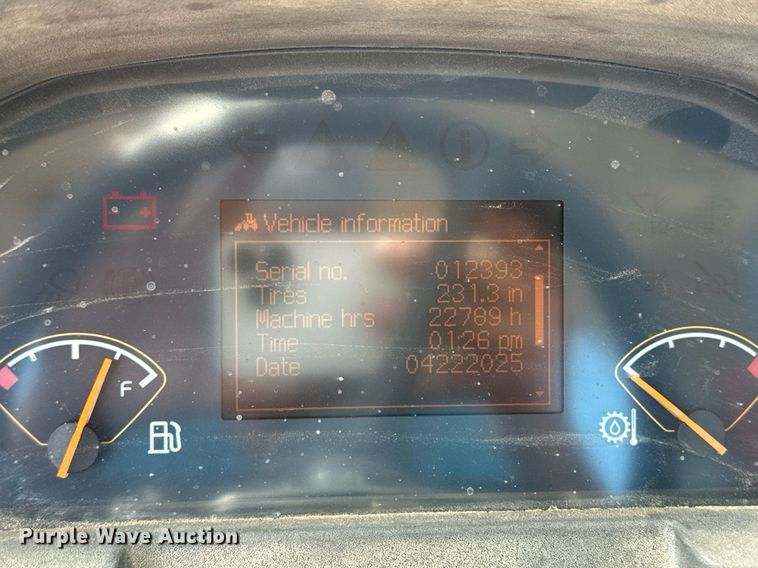 Vehicle information
Serial no. 012393
Tires 231.3 in
Machine hrs 22789 h
Time 01:26 pm
Date 04222025
F
Purple Wave Auction